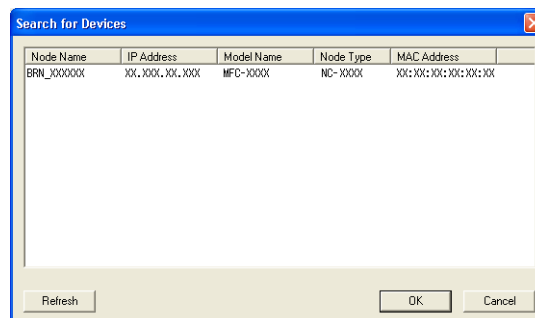 Search for Devices
Node Name IP Address Model Name Node Type MAC Address
BRN_XXXXXX XX.XXX.XX.XXX MFC-XXXX NC-XXXX XX:XX:XX:XX:XX:XX
Refresh OK Cancel